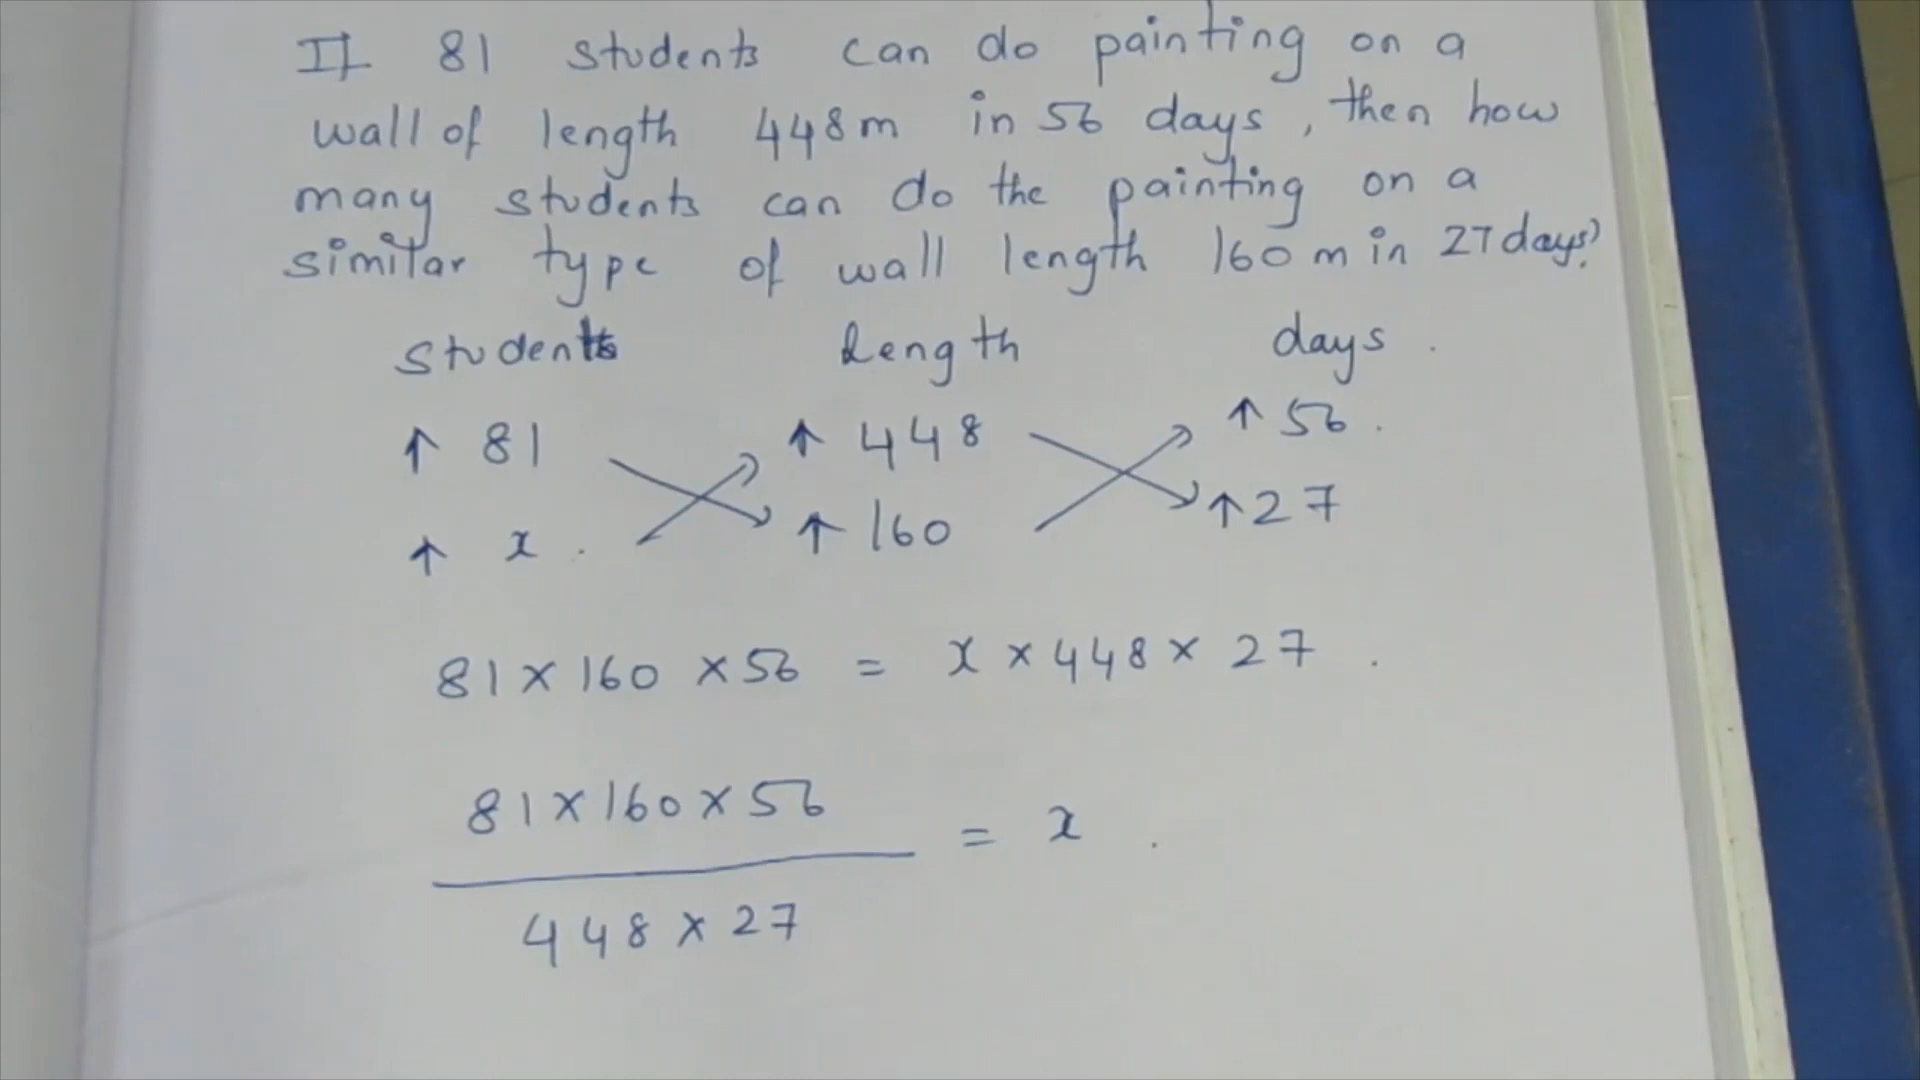 If 81 students can do painting on a
wall of length 448m in 56 days, then how
many students can do the painting on a
similar type of wall length 160 m in 27 days?
Students Length days.
↑ 81 ↑ 448 ↑ 56.
↑ x. ↑ 160 ↑ 27
81 × 160 × 56 = x × 448 × 27.
81 × 160 × 56
= x.
448 × 27